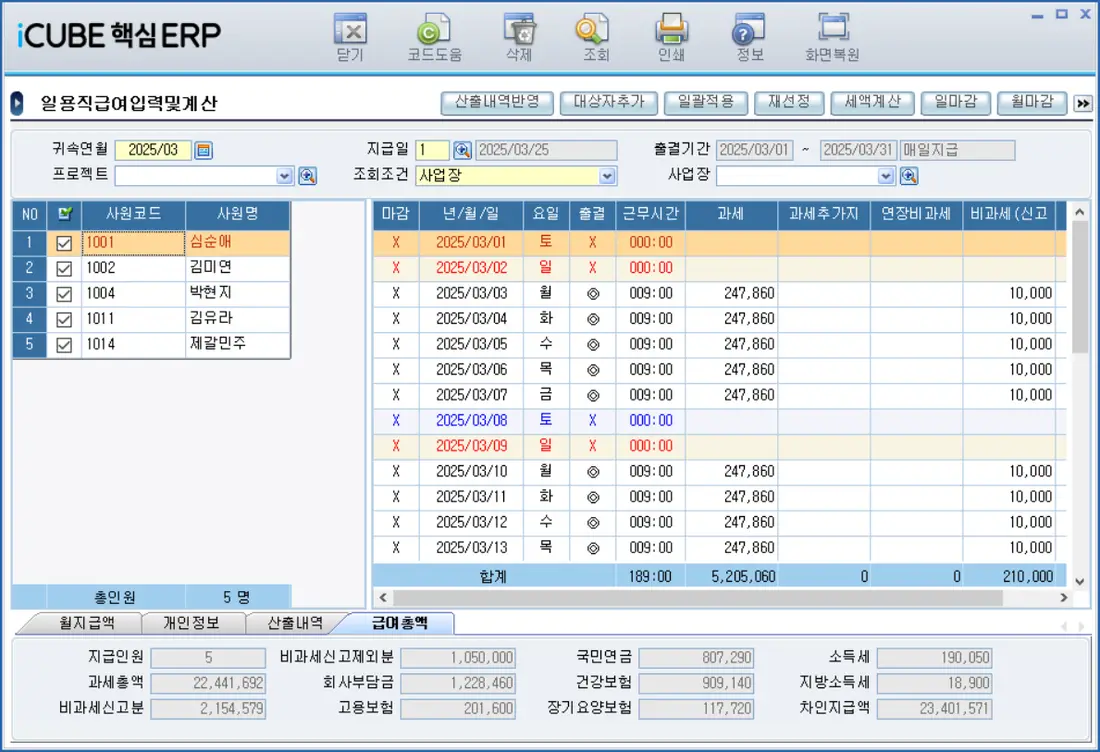 iCUBE 핵심ERP
닫기 코드도움 삭제 조회 인쇄 정보 화면복원
일용직급여입력및계산 산출내역반영 대상자추가 일괄적용 재선정 세액계산 일마감 월마감
귀속연월 2025/03 지급일 1 2025/03/25 출결기간 2025/03/01 ~ 2025/03/31 매일지급
프로젝트 조회조건 사업장 사업장
NO 사원코드 사원명
1 1001 심순애
2 1002 김미연
3 1004 박현지
4 1011 김유라
5 1014 제갈민주
총인원 5 명
마감 년/월/일 요일 출결 근무시간 과세 과세추가지 연장비과세 비과세(신고
X 2025/03/01 토 X 000:00
X 2025/03/02 일 X 000:00
X 2025/03/03 월 ◎ 009:00 247,860 10,000
X 2025/03/04 화 ◎ 009:00 247,860 10,000
X 2025/03/05 수 ◎ 009:00 247,860 10,000
X 2025/03/06 목 ◎ 009:00 247,860 10,000
X 2025/03/07 금 ◎ 009:00 247,860 10,000
X 2025/03/08 토 X 000:00
X 2025/03/09 일 X 000:00
X 2025/03/10 월 ◎ 009:00 247,860 10,000
X 2025/03/11 화 ◎ 009:00 247,860 10,000
X 2025/03/12 수 ◎ 009:00 247,860 10,000
X 2025/03/13 목 ◎ 009:00 247,860 10,000
합계 189:00 5,205,060 0 0 210,000
월지급액 개인정보 산출내역 급여총액
지급인원 5 비과세신고제외분 1,050,000 국민연금 807,290 소득세 190,050
과세총액 22,441,692 회사부담금 1,228,460 건강보험 909,140 지방소득세 18,900
비과세신고분 2,154,579 고용보험 201,600 장기요양보험 117,720 차인지급액 23,401,571